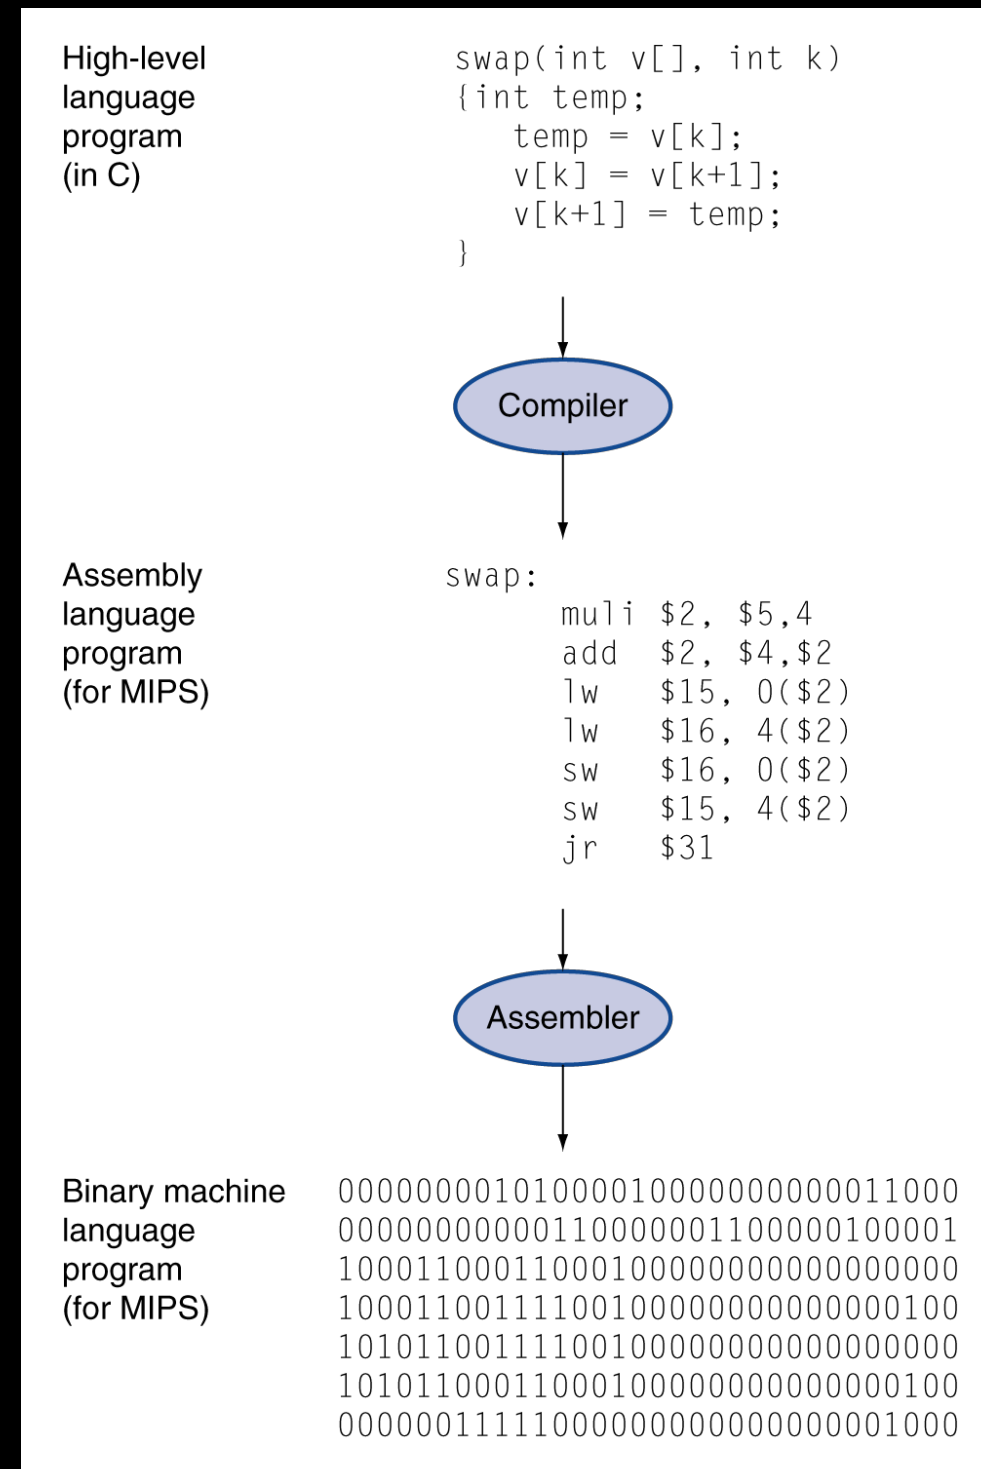 High-level
language
program
(in C)
swap(int v[], int k)
{int temp;
temp = v[k];
v[k] = v[k+1];
v[k+1] = temp;
}
Compiler
Assembly
language
program
(for MIPS)
swap:
muli $2, $5,4
add $2, $4,$2
lw $15, 0($2)
lw $16, 4($2)
sw $16, 0($2)
sw $15, 4($2)
jr $31
Assembler
Binary machine
language
program
(for MIPS)
00000000101000010000000000011000
00000000000110000001100000100001
10001100011000100000000000000000
10001100111100100000000000000100
10101100111100100000000000000000
10101100011000100000000000000100
00000011111000000000000000001000